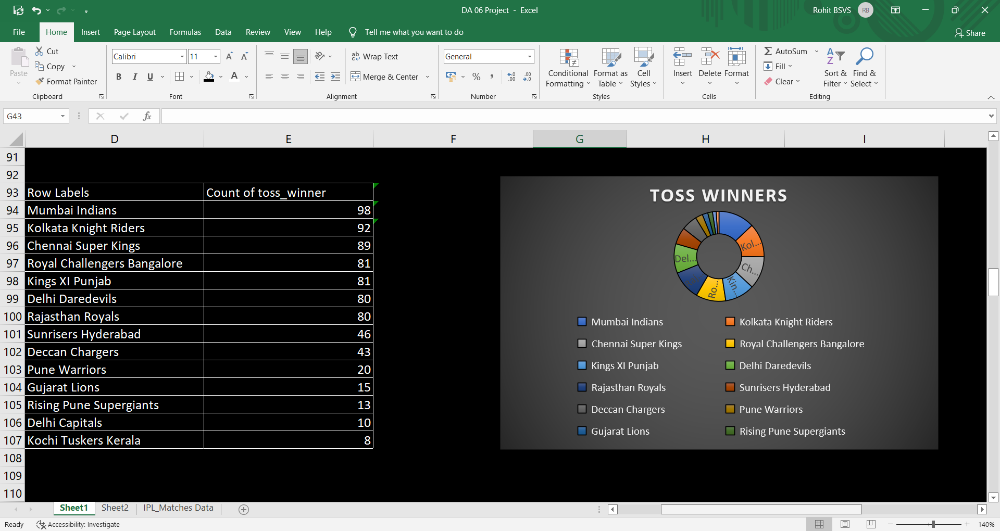 DA 06 Project - Excel
Rohit BSVS RB
File Home Insert Page Layout Formulas Data Review View Help Tell me what you want to do Share
Paste
Cut
Copy
Format Painter
Clipboard
Calibri 11
B I U
Font
Wrap Text
Merge & Center
Alignment
General
Number
Conditional Formatting
Format as Table
Cell Styles
Styles
Insert Delete Format
Cells
AutoSum
Fill
Clear
Sort & Filter
Find & Select
Editing
G43
fx
D E F G H I
91
92
93 Row Labels Count of toss_winner
94 Mumbai Indians 98
95 Kolkata Knight Riders 92
96 Chennai Super Kings 89
97 Royal Challengers Bangalore 81
98 Kings XI Punjab 81
99 Delhi Daredevils 80
100 Rajasthan Royals 80
101 Sunrisers Hyderabad 46
102 Deccan Chargers 43
103 Pune Warriors 20
104 Gujarat Lions 15
105 Rising Pune Supergiants 13
106 Delhi Capitals 10
107 Kochi Tuskers Kerala 8
108
109
110
TOSS WINNERS
Kol...
Ch...
Kin...
Ro...
Del...
Mumbai Indians Kolkata Knight Riders
Chennai Super Kings Royal Challengers Bangalore
Kings XI Punjab Delhi Daredevils
Rajasthan Royals Sunrisers Hyderabad
Deccan Chargers Pune Warriors
Gujarat Lions Rising Pune Supergiants
Sheet1 Sheet2 IPL_Matches Data
Ready Accessibility: Investigate 140%